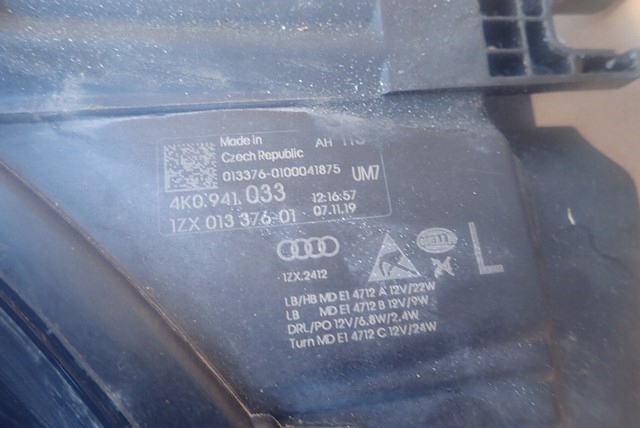 Made in AH
Czech Republic
013376-0100041875 UM7
4K0.941.033 12:16:57
1ZX 013 376-01 07.11.19
HELLA
L
1ZX.2412
LB/HB MD E1 4712 A 12V/22W
LB MD E1 4712 B 12V/9W
DRL/PO 12V/6.8W/2.4W
Turn MD E1 4712 C 12V/24W